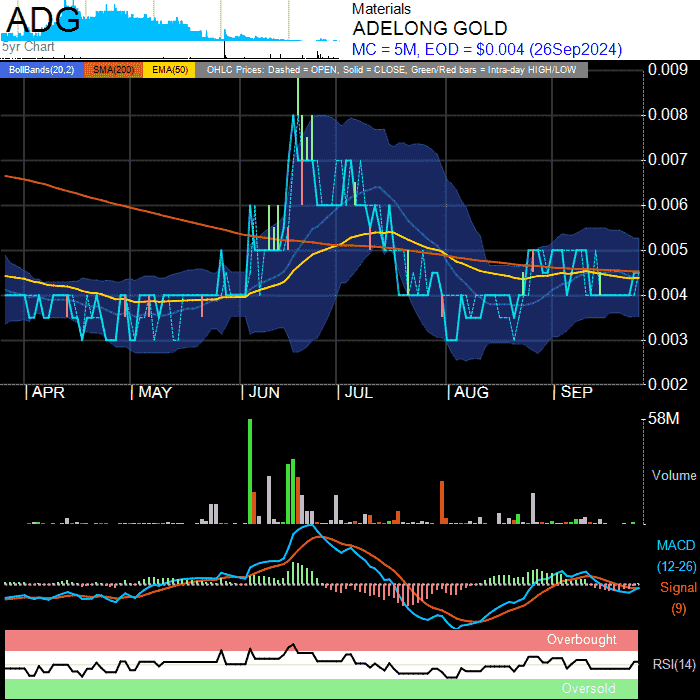 ADG
5yr Chart
Materials
ADELONG GOLD
MC = 5M, EOD = $0.004 (26Sep2024)
BollBands(20,2) SMA(200) EMA(50) OHLC Prices: Dashed = OPEN, Solid = CLOSE, Green/Red bars = Intra-day HIGH/LOW
0.009
0.008
0.007
0.006
0.005
0.004
0.003
0.002
APR MAY JUN JUL AUG SEP
58M
Volume
MACD
(12-26)
Signal
(9)
Overbought
RSI(14)
Oversold